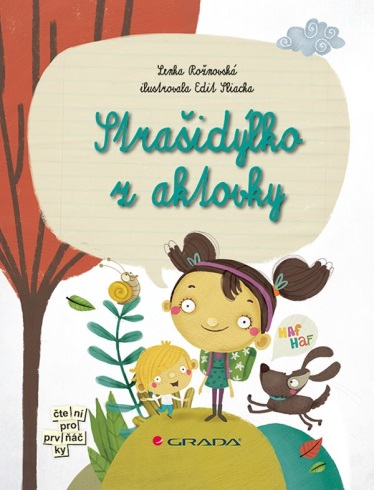 Lenka Rožnovská
ilustrovala Edit Sliacka
Strašidýlko
z aktovky
HAF
HAF
čte ní
pro
prv ňáč
ky
GRADA